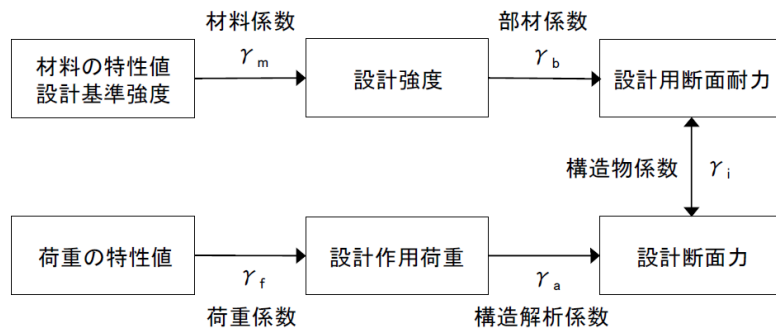 材料係数
γm
部材係数
γb
材料の特性値
設計基準強度
設計強度
設計用断面耐力
構造物係数
γi
荷重の特性値
設計作用荷重
設計断面力
γf
荷重係数
γa
構造解析係数